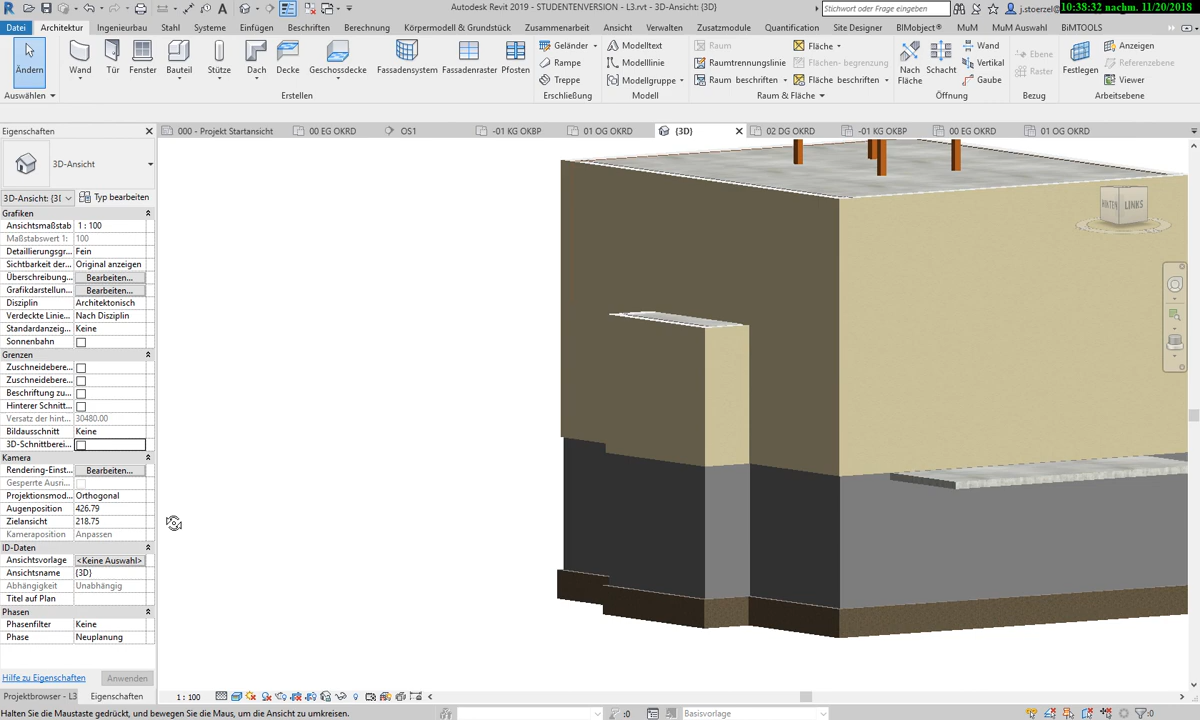 Autodesk Revit 2019 - STUDENTENVERSION - L3.rvt - 3D-Ansicht: {3D}
Stichwort oder Frage eingeben
j.stoerzel...
10:38:32 nachm. 11/20/2018
Datei Architektur Ingenieurbau Stahl Systeme Einfügen Beschriften Berechnung Körpermodell & Grundstück Zusammenarbeit Ansicht Verwalten Zusatzmodule Quantification Site Designer BIMobject® MuM MuM Auswahl BiMTOOLS
Ändern Wand Tür Fenster Bauteil Stütze Dach Decke Geschossdecke Fassadensystem Fassadenraster Pfosten
Geländer
Rampe
Treppe
Modelltext
Modelllinie
Modellgruppe
Raum
Raumtrennungslinie
Raum beschriften
Fläche
Flächen- begrenzung
Fläche beschriften
Nach Fläche
Schacht
Wand
Vertikal
Gaube
Ebene
Raster
Festlegen
Anzeigen
Referenzebene
Viewer
Auswählen Erstellen Erschließung Modell Raum & Fläche Öffnung Bezug Arbeitsebene
000 - Projekt Startansicht 00 EG OKRD OS1 -01 KG OKBP 01 OG OKRD {3D} 02 DG OKRD -01 KG OKBP 00 EG OKRD 01 OG OKRD
Eigenschaften
3D-Ansicht
3D-Ansicht: {3I Typ bearbeiten
Grafiken
Ansichtsmaßstab 1 : 100
Maßstabswert 1: 100
Detaillierungsgr... Fein
Sichtbarkeit der... Original anzeigen
Überschreibung... Bearbeiten...
Grafikdarstellun... Bearbeiten...
Disziplin Architektonisch
Verdeckte Linie... Nach Disziplin
Standardanzeig... Keine
Sonnenbahn
Grenzen
Zuschneidebere...
Zuschneidebere...
Beschriftung zu...
Hinterer Schnitt...
Versatz der hint... 30480.00
Bildausschnitt Keine
3D-Schnittberei...
Kamera
Rendering-Einst... Bearbeiten...
Gesperrte Ausri...
Projektionsmod... Orthogonal
Augenposition 426.79
Zielansicht 218.75
Kameraposition Anpassen
ID-Daten
Ansichtsvorlage <Keine Auswahl>
Ansichtsname {3D}
Abhängigkeit Unabhängig
Titel auf Plan
Phasen
Phasenfilter Keine
Phase Neuplanung
HINTEN LINKS
Hilfe zu Eigenschaften Anwenden
Projektbrowser - L3 Eigenschaften
1 : 100
Halten Sie die Maustaste gedrückt, und bewegen Sie die Maus, um die Ansicht zu umkreisen.
:0
Basisvorlage
:0